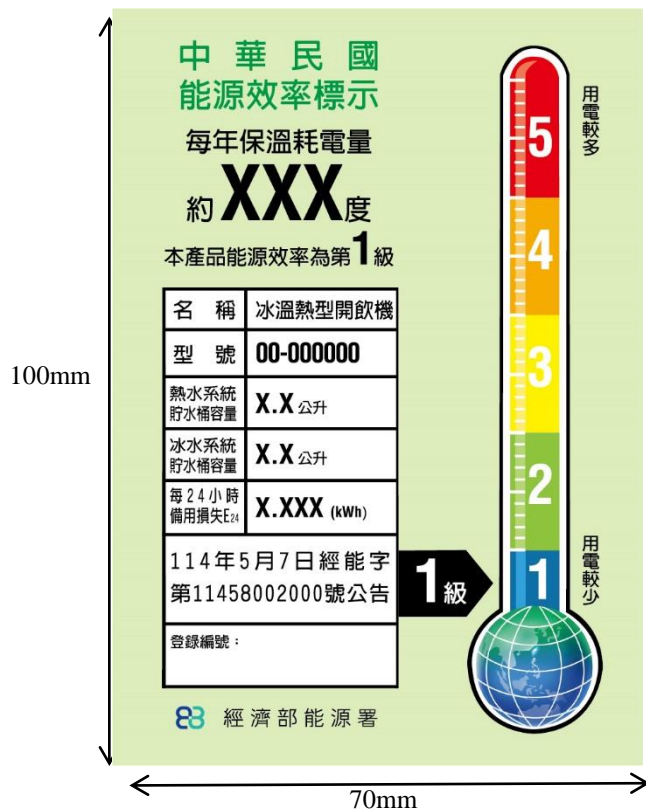 中華民國
能源效率標示
每年保溫耗電量
約XXX度
本產品能源效率為第1級
名稱 冰溫熱型開飲機
型號 00-000000
熱水系統
貯水桶容量 X.X公升
冰水系統
貯水桶容量 X.X公升
每24小時
備用損失E24 X.XXX (kWh)
114年5月7日經能字
第11458002000號公告
登錄編號：
經濟部能源署
用電較多
5
4
3
2
1
用電較少
1級
100mm
70mm